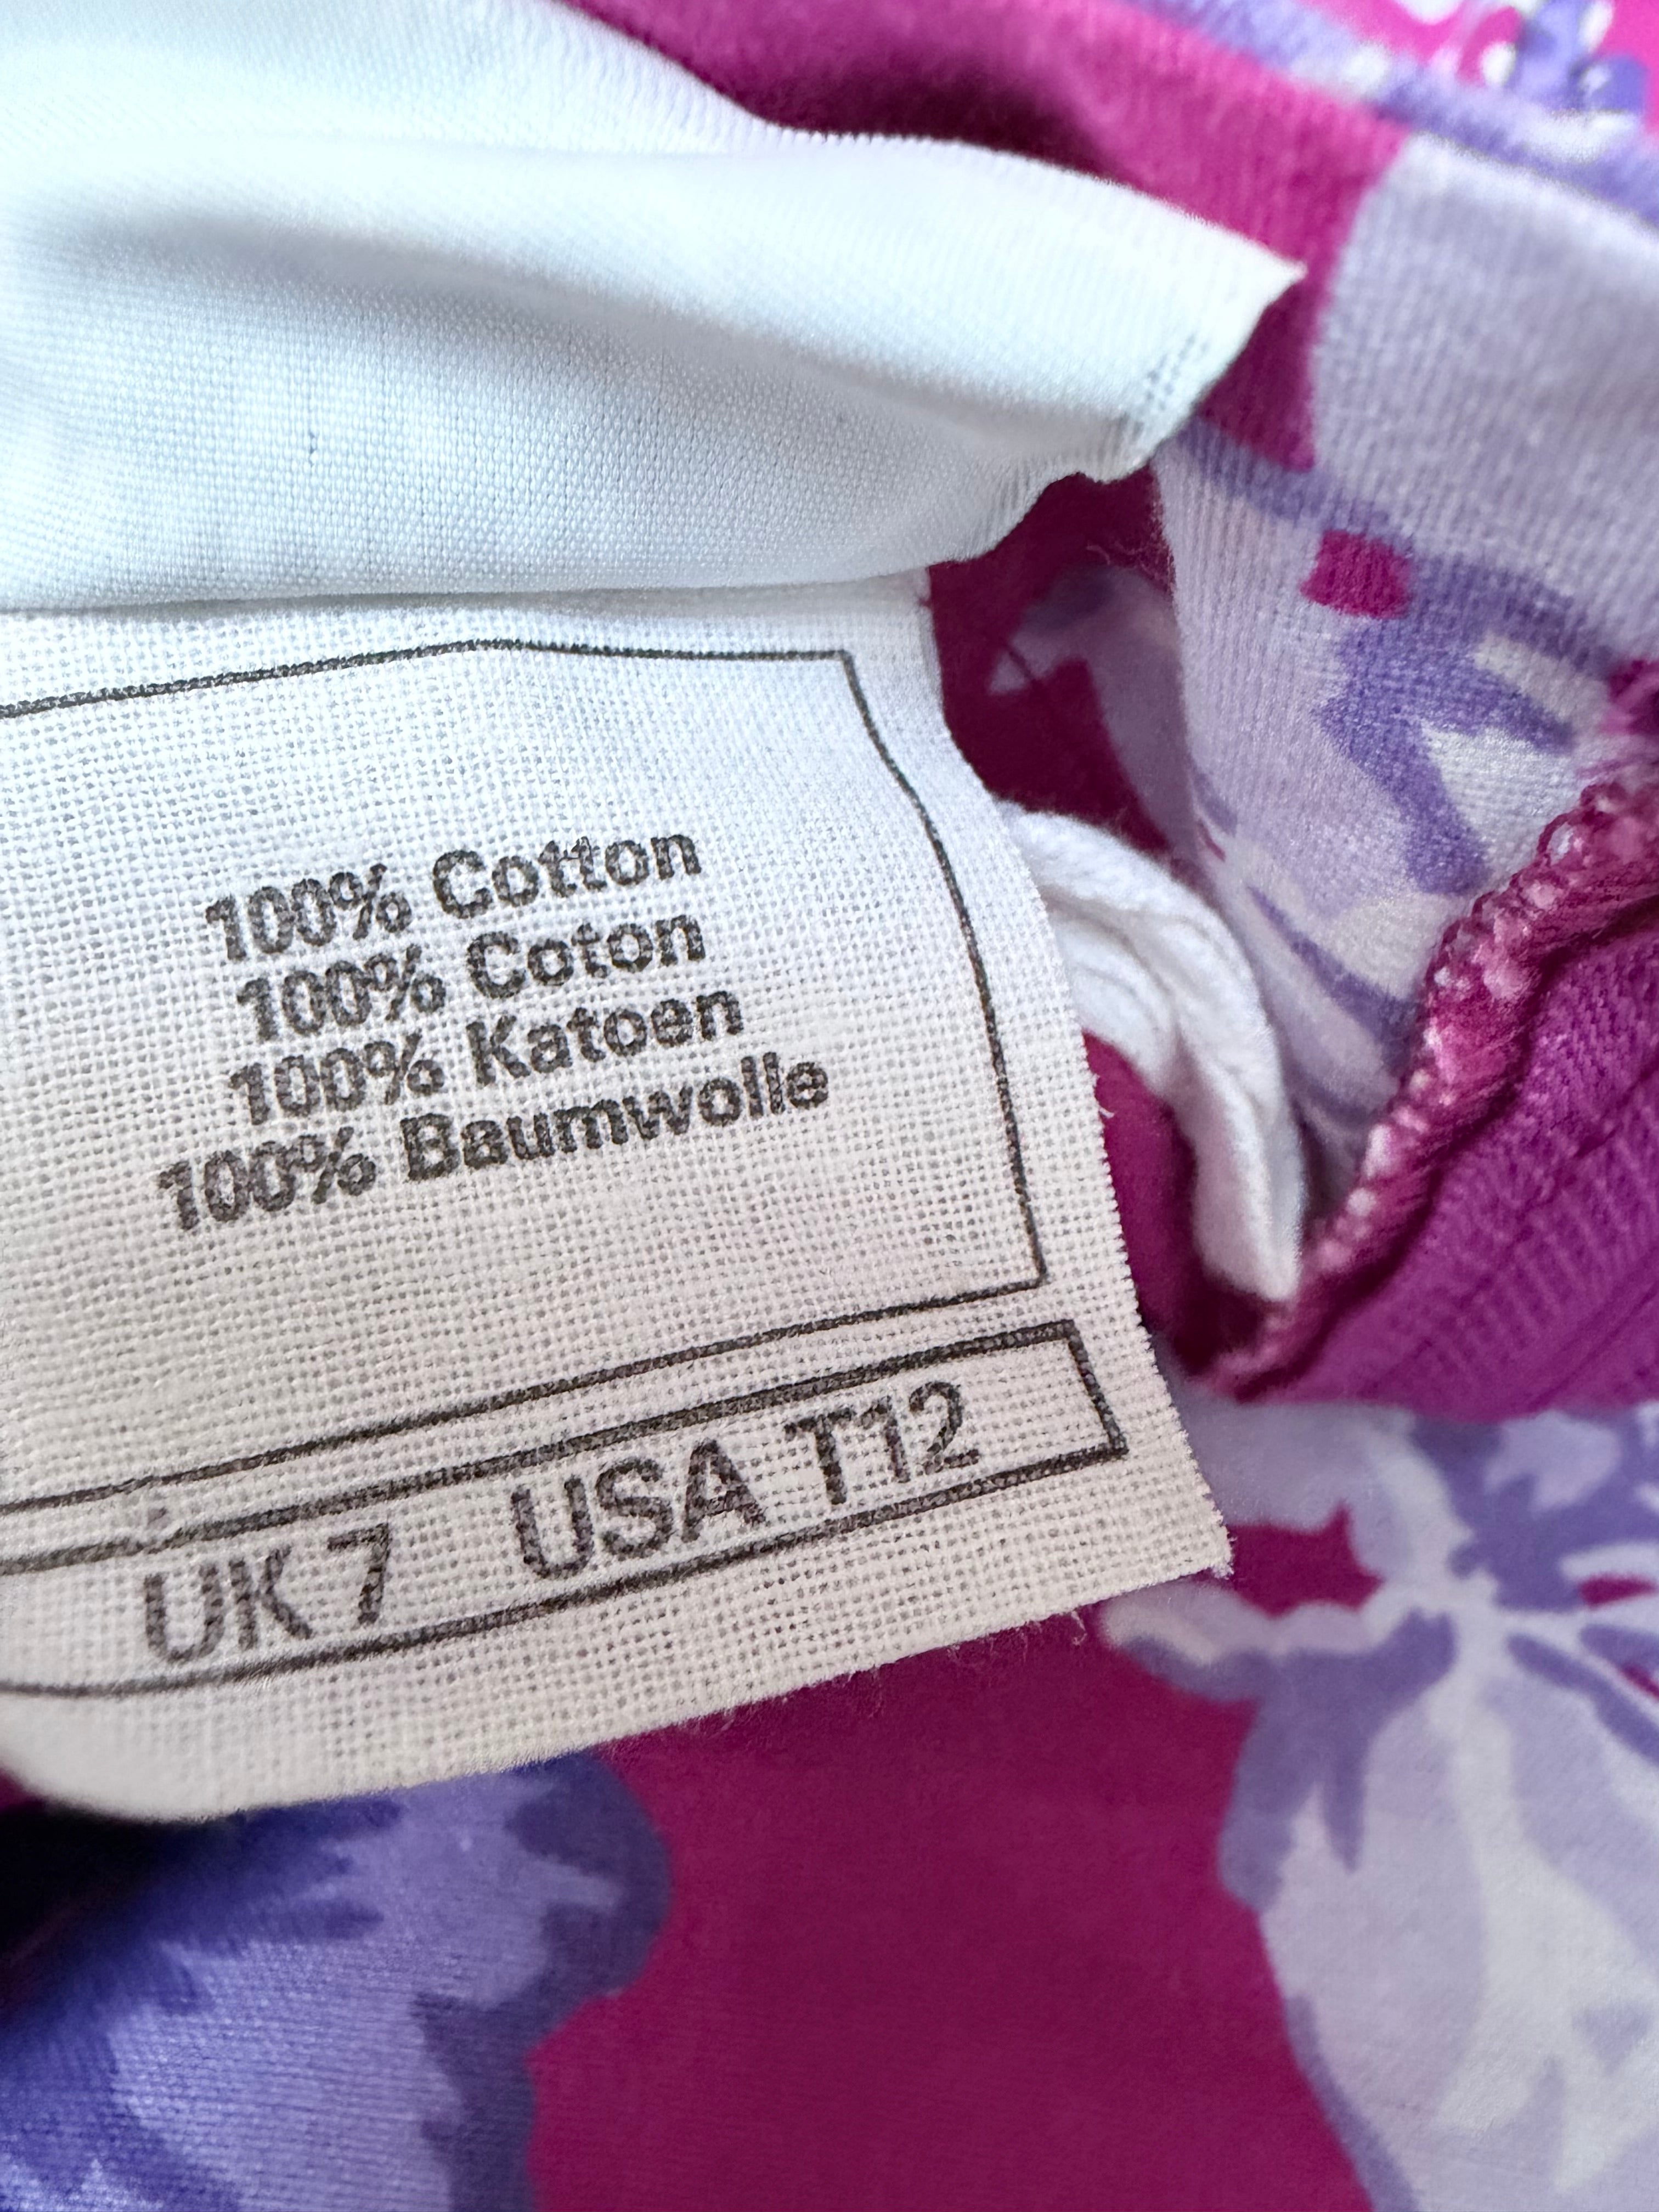 100% Cotton
100% Coton
100% Katoen
100% Baumwolle
UK 7 USA T12